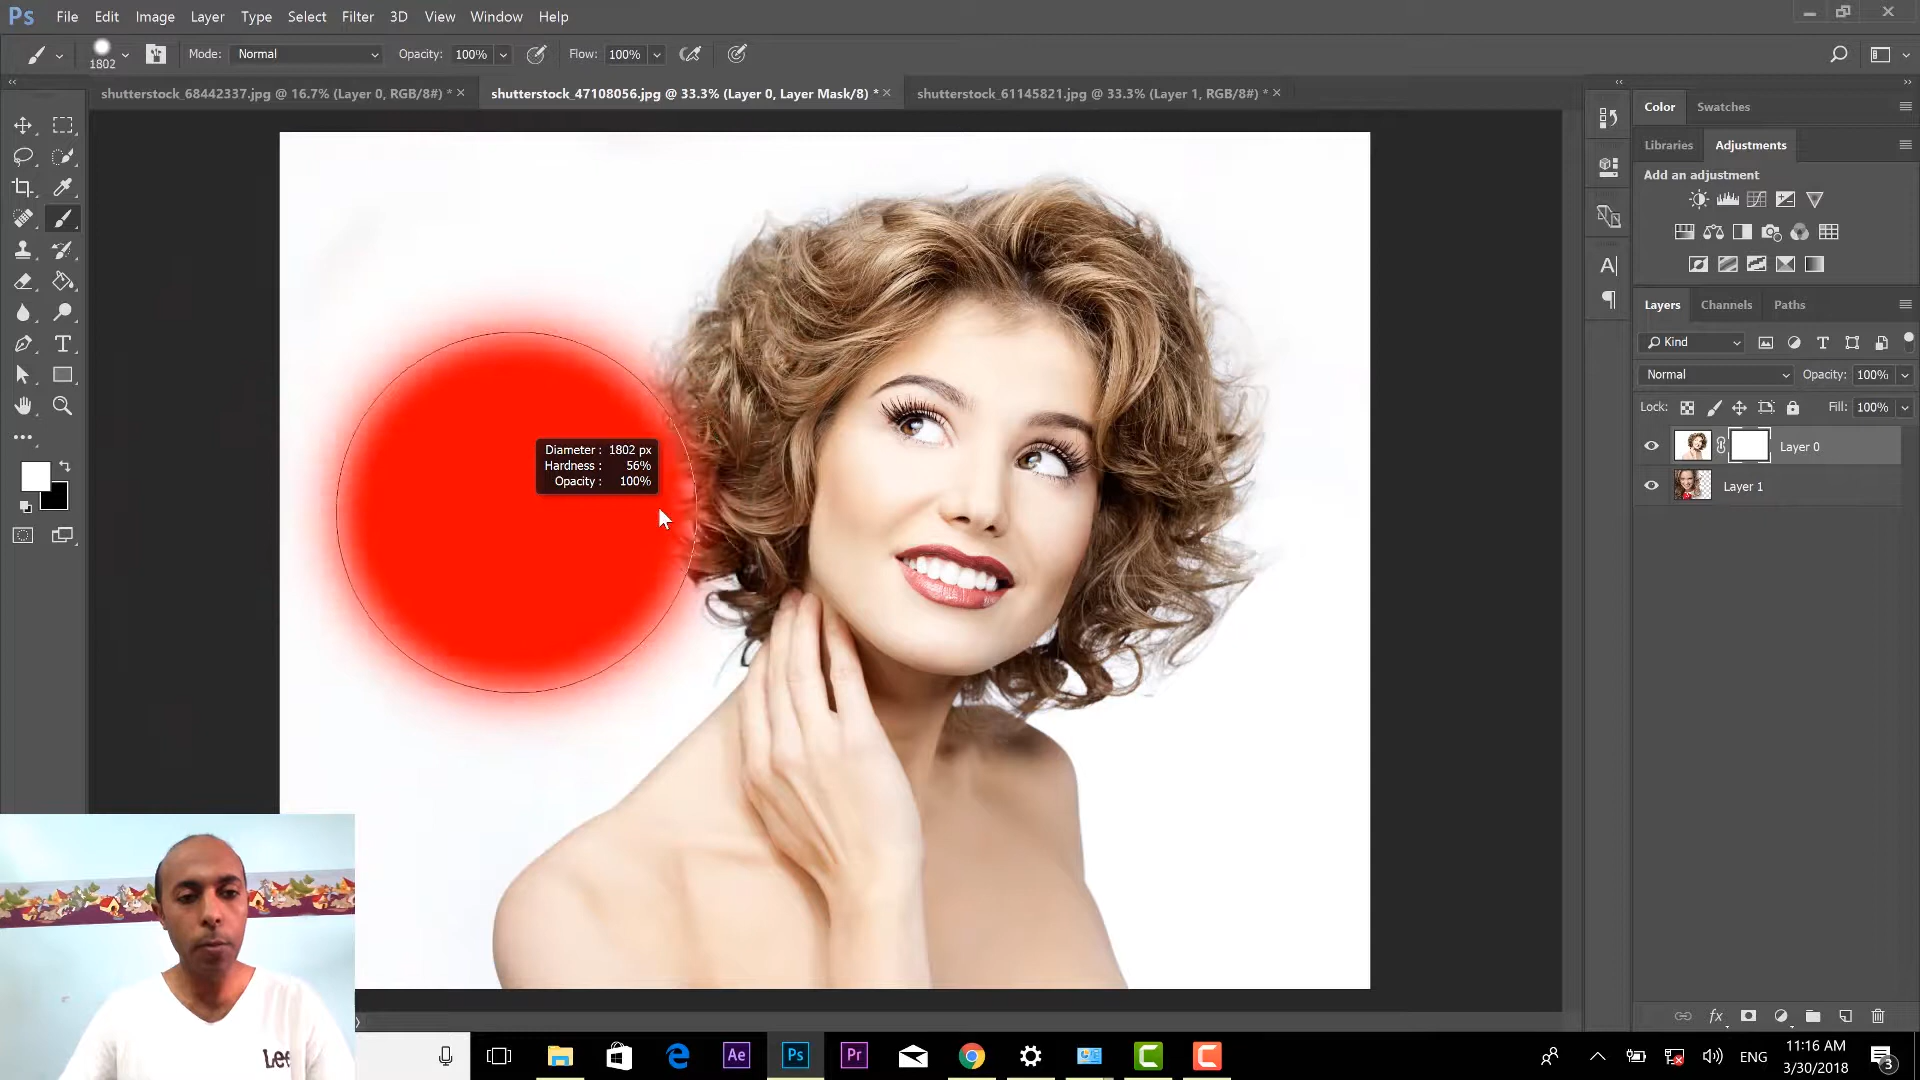 Ps File Edit Image Layer Type Select Filter 3D View Window Help
1802 Mode: Normal Opacity: 100% Flow: 100%
shutterstock_68442337.jpg @ 16.7% (Layer 0, RGB/8#) * × shutterstock_47108056.jpg @ 33.3% (Layer 0, Layer Mask/8) * × shutterstock_61145821.jpg @ 33.3% (Layer 1, RGB/8#) * ×
Color Swatches
Libraries Adjustments
Add an adjustment
Layers Channels Paths
Kind
Normal Opacity: 100%
Lock: Fill: 100%
Layer 0
Layer 1
Diameter : 1802 px
Hardness : 56%
Opacity : 100%
Lee
Ae Ps Pr
ENG
11:16 AM
3/30/2018
3